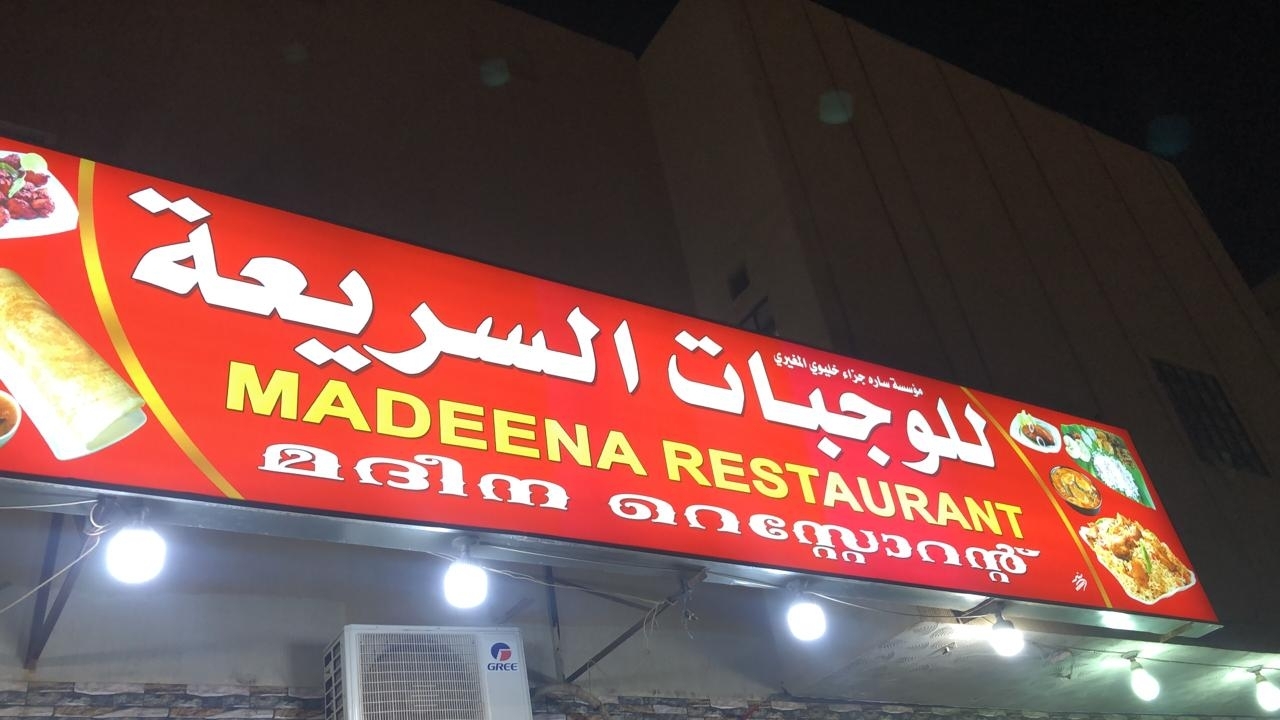 مؤسسة ساره جزاء خليوي المغيري
للوجبات السريعة
MADEENA RESTAURANT
മദീന റെസ്റ്റോറന്റ്
GREE